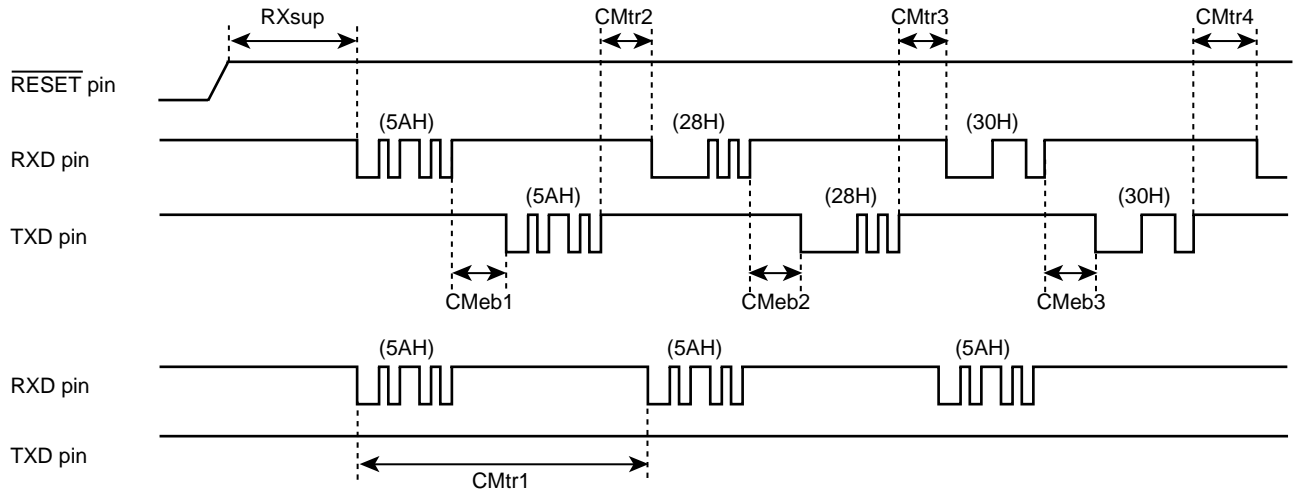 RXsup CMtr2 CMtr3 CMtr4
RESET pin
(5AH) (28H) (30H)
RXD pin
(5AH) (28H) (30H)
TXD pin
CMeb1 CMeb2 CMeb3
(5AH) (5AH) (5AH)
RXD pin
TXD pin
CMtr1